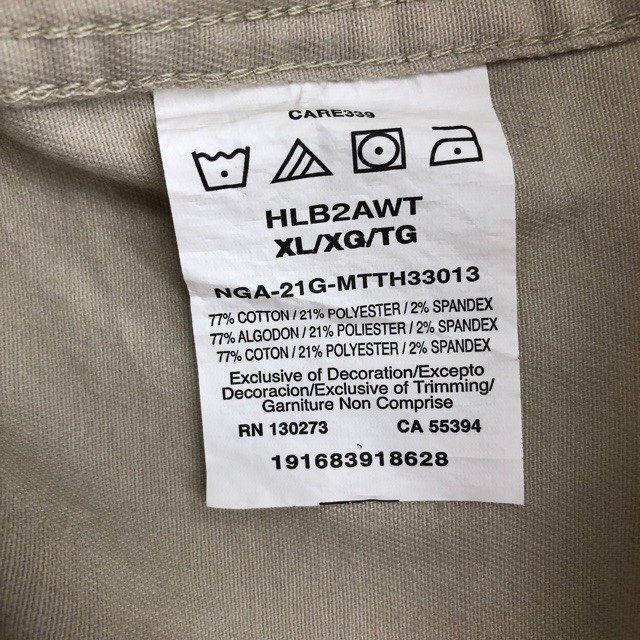 CARE339
HLB2AWT
XL/XG/TG
NGA-21G-MTTH33013
77% COTTON / 21% POLYESTER / 2% SPANDEX
77% ALGODON / 21% POLIESTER / 2% SPANDEX
77% COTON / 21% POLYESTER / 2% SPANDEX
Exclusive of Decoration/Excepto
Decoracion/Exclusive of Trimming/
Garniture Non Comprise
RN 130273 CA 55394
191683918628